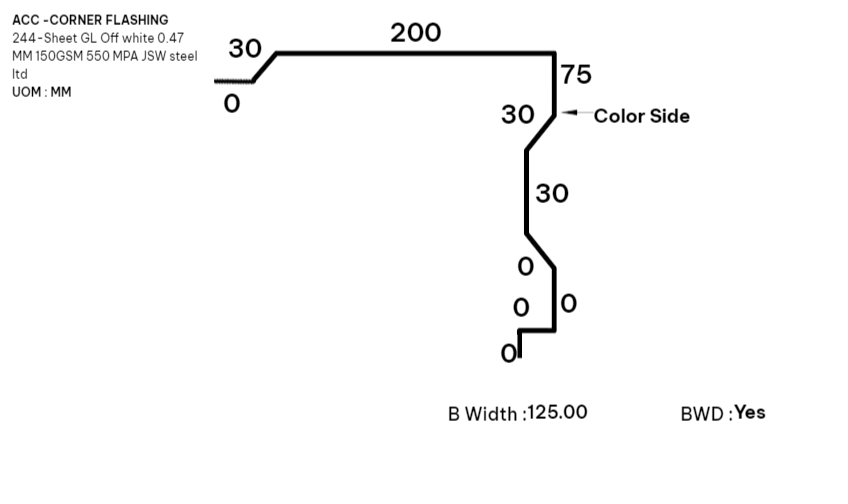 ACC -CORNER FLASHING
244-Sheet GL Off white 0.47
MM 150GSM 550 MPA JSW steel
ltd
UOM : MM
200
30
0
75
30
Color Side
30
0
0
0
0
B Width :125.00
BWD :Yes